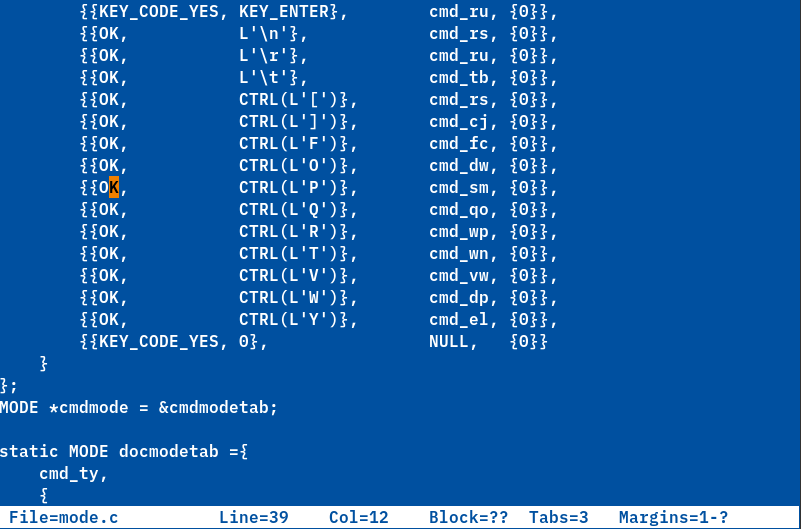 {{KEY_CODE_YES, KEY_ENTER}, cmd_ru, {0}},
{{OK, L'\n'}, cmd_rs, {0}},
{{OK, L'\r'}, cmd_ru, {0}},
{{OK, L'\t'}, cmd_tb, {0}},
{{OK, CTRL(L'[')}, cmd_rs, {0}},
{{OK, CTRL(L']')}, cmd_cj, {0}},
{{OK, CTRL(L'F')}, cmd_fc, {0}},
{{OK, CTRL(L'O')}, cmd_dw, {0}},
{{OK, CTRL(L'P')}, cmd_sm, {0}},
{{OK, CTRL(L'Q')}, cmd_qo, {0}},
{{OK, CTRL(L'R')}, cmd_wp, {0}},
{{OK, CTRL(L'T')}, cmd_wn, {0}},
{{OK, CTRL(L'V')}, cmd_vw, {0}},
{{OK, CTRL(L'W')}, cmd_dp, {0}},
{{OK, CTRL(L'Y')}, cmd_el, {0}},
{{KEY_CODE_YES, 0}, NULL, {0}}
}
};
MODE *cmdmode = &cmdmodetab;
static MODE docmodetab ={
cmd_ty,
{
File=mode.c Line=39 Col=12 Block=?? Tabs=3 Margins=1-?